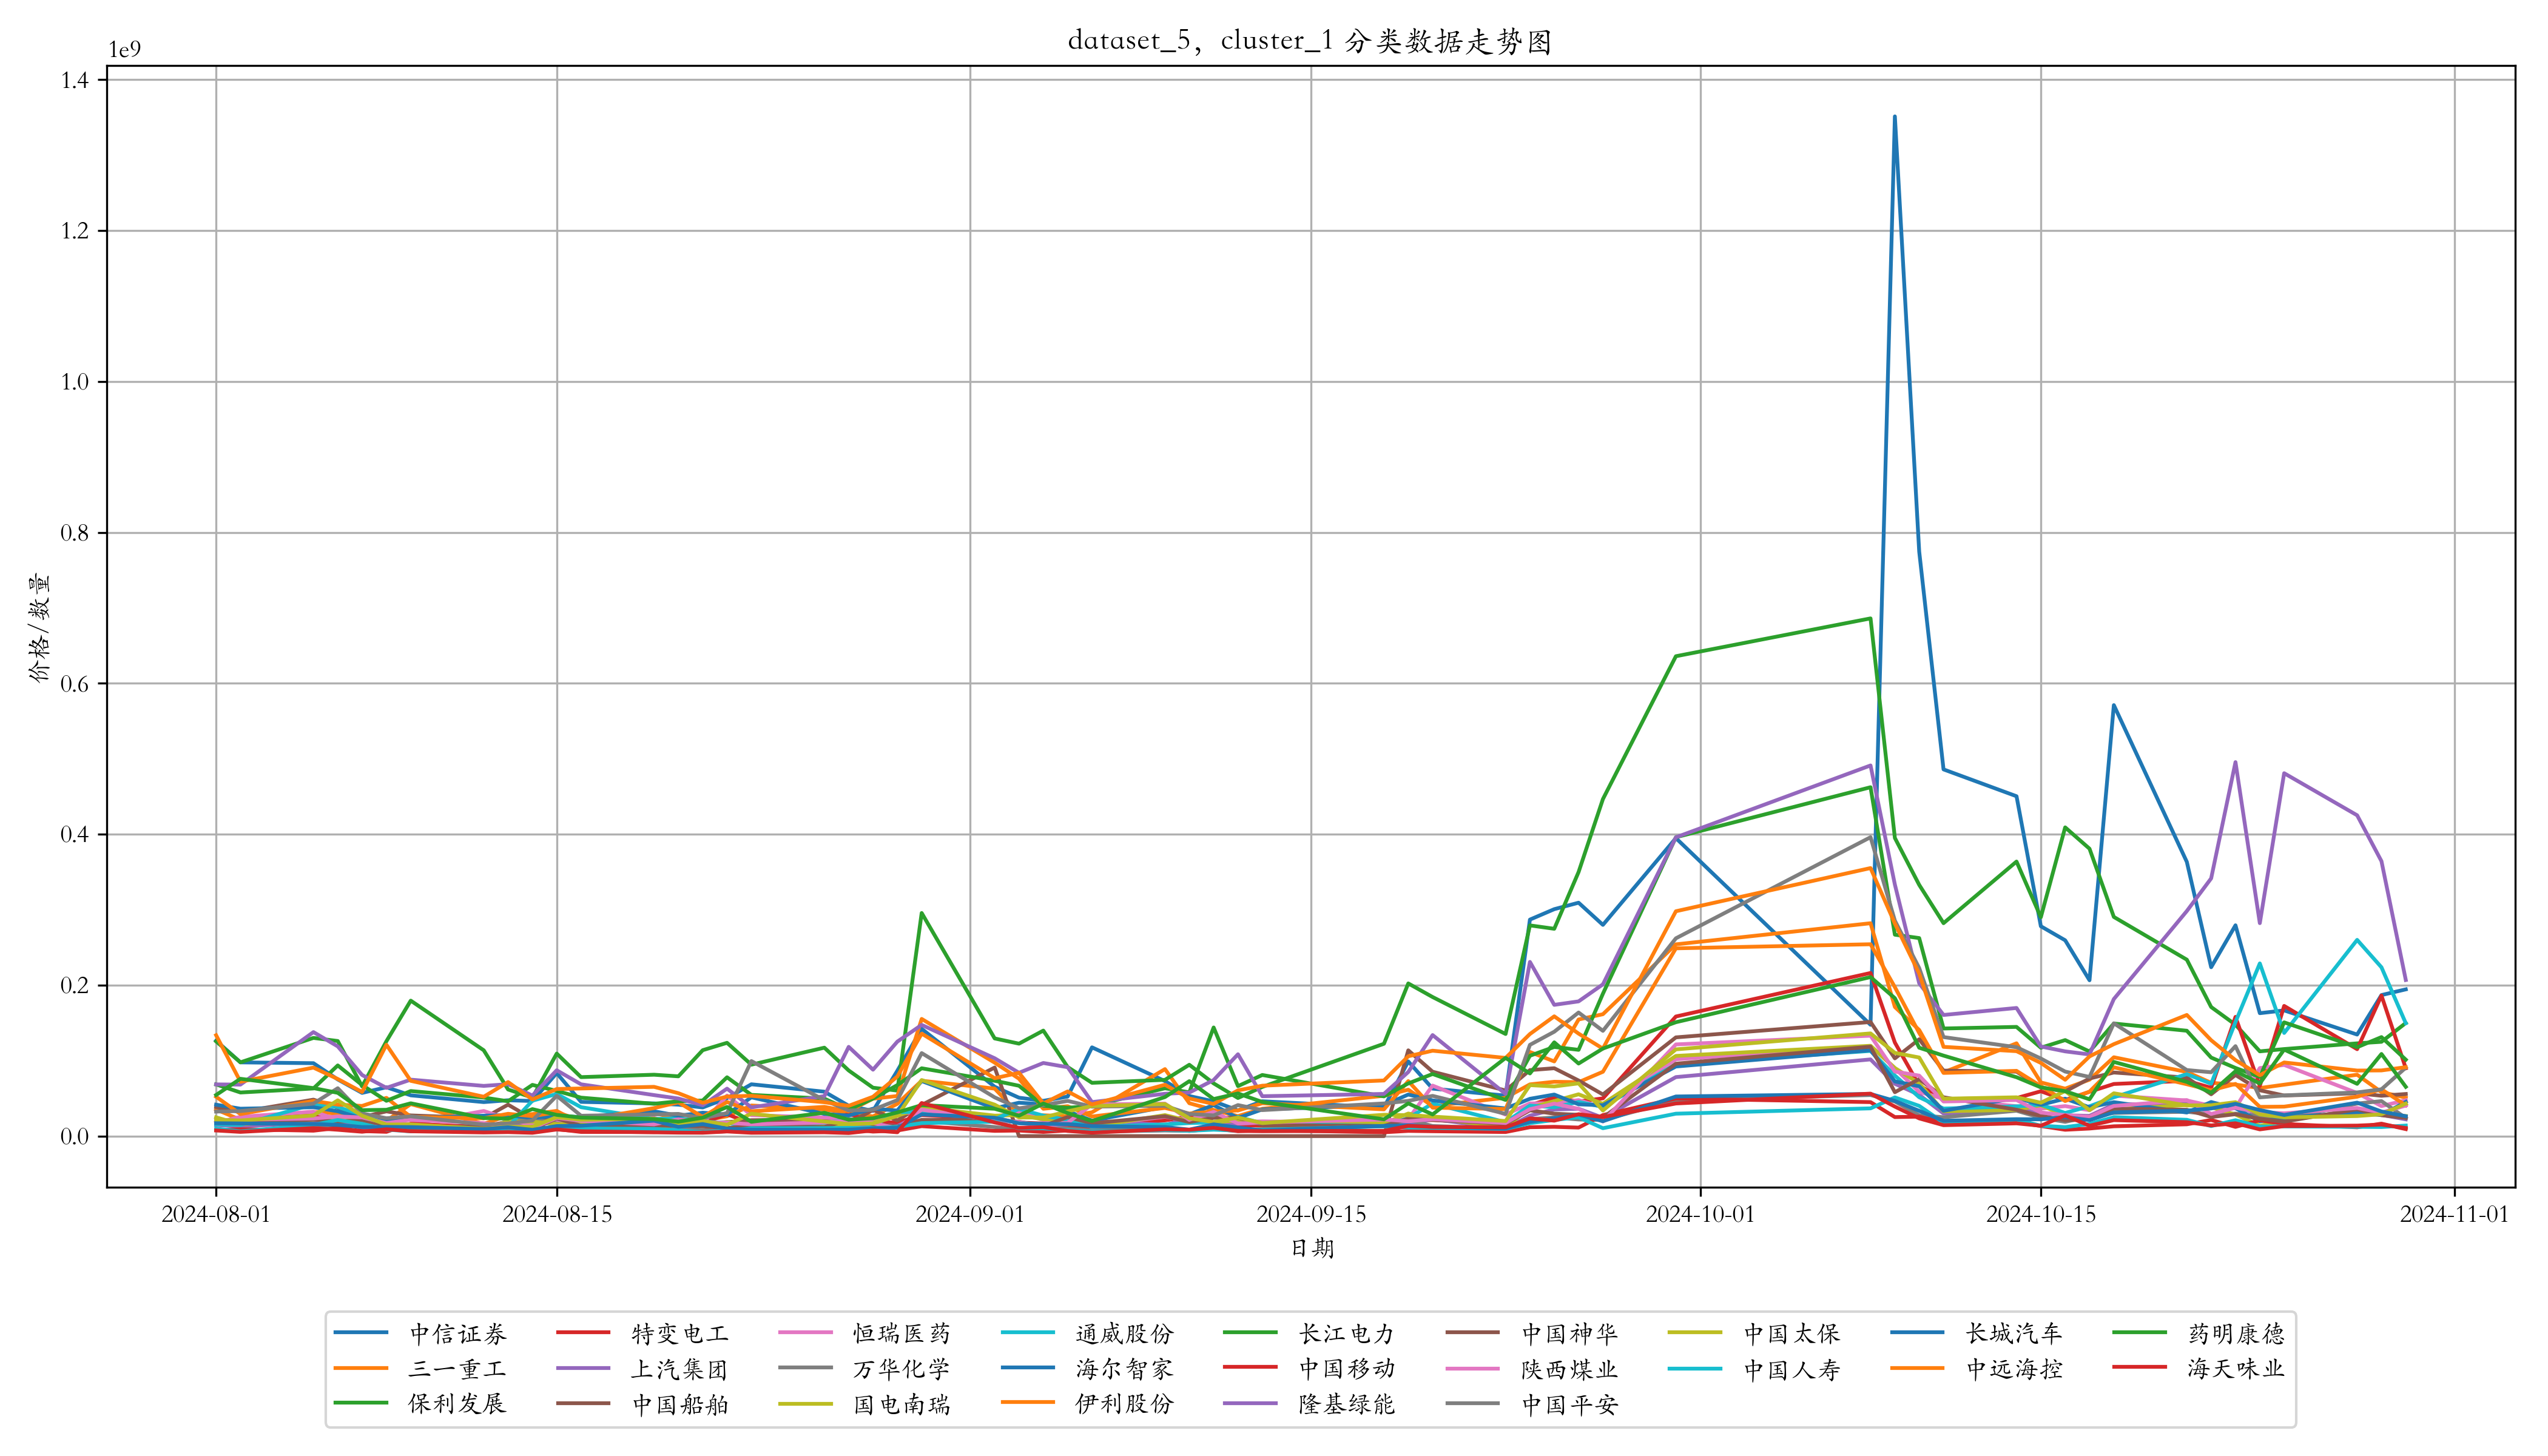 dataset_5，cluster_1 分类数据走势图
1e9
1.4
1.2
1.0
0.8
0.6
0.4
0.2
0.0
价格/数量
2024-08-01 2024-08-15 2024-09-01 2024-09-15 2024-10-01 2024-10-15 2024-11-01
日期
中信证券 特变电工 恒瑞医药 通威股份 长江电力 中国神华 中国太保 长城汽车 药明康德
三一重工 上汽集团 万华化学 海尔智家 中国移动 陕西煤业 中国人寿 中远海控 海天味业
保利发展 中国船舶 国电南瑞 伊利股份 隆基绿能 中国平安